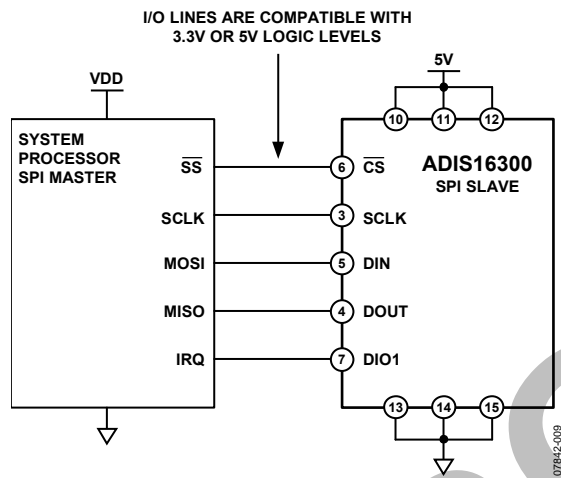 I/O LINES ARE COMPATIBLE WITH
3.3V OR 5V LOGIC LEVELS
VDD
5V
SYSTEM
PROCESSOR
SPI MASTER
10
11
12
ADIS16300
SPI SLAVE
SS
6
CS
SCLK
3
SCLK
MOSI
5
DIN
MISO
4
DOUT
IRQ
7
DIO1
13
14
15
07842-009